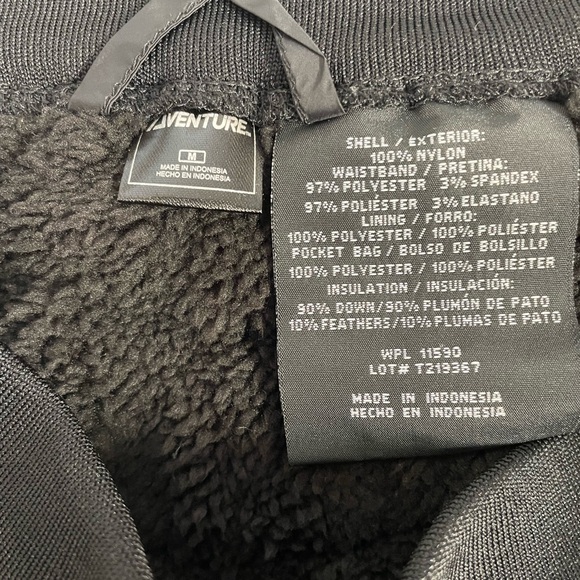 VENTURE
M
MADE IN INDONESIA
HECHO EN INDONESIA
SHELL / EXTERIOR:
100% NYLON
WAISTBAND / PRETINA:
97% POLYESTER 3% SPANDEX
97% POLIÉSTER 3% ELASTANO
LINING / FORRO:
100% POLYESTER / 100% POLIÉSTER
POCKET BAG / BOLSO DE BOLSILLO
100% POLYESTER / 100% POLIÉSTER
INSULATION / INSULACIÓN:
90% DOWN/90% PLUMÓN DE PATO
10% FEATHERS/10% PLUMAS DE PATO
WPL 11590
LOT# T219367
MADE IN INDONESIA
HECHO EN INDONESIA